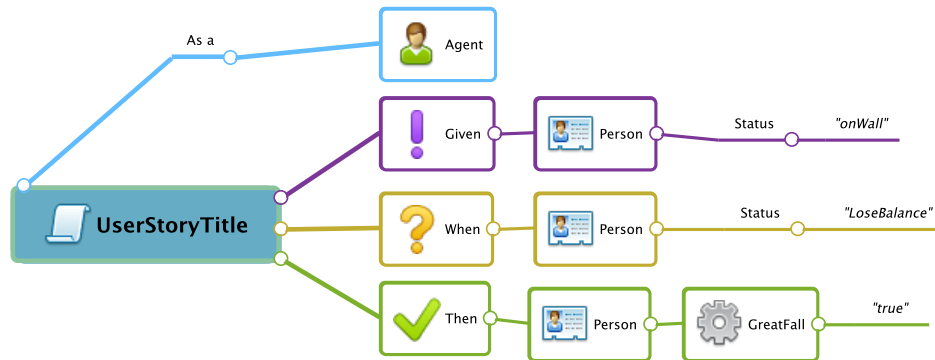 As a
Agent
Given
Person
Status
"onWall"
UserStoryTitle
When
Person
Status
"LoseBalance
Then
Person
GreatFall
"true"